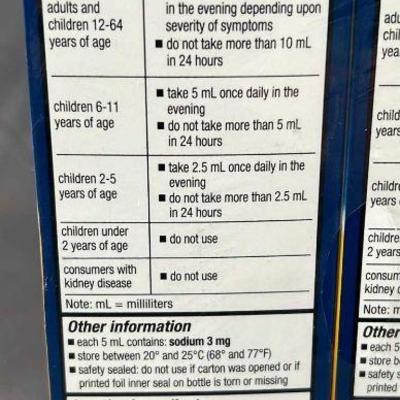 adults and
children 12-64
years of age
in the evening depending upon
severity of symptoms
■ do not take more than 10 mL
in 24 hours
children 6-11
years of age
■ take 5 mL once daily in the
evening
■ do not take more than 5 mL
in 24 hours
children 2-5
years of age
■ take 2.5 mL once daily in the
evening
■ do not take more than 2.5 mL
in 24 hours
children under
2 years of age
■ do not use
consumers with
kidney disease
■ do not use
Note: mL = milliliters
Other information
■ each 5 mL contains: sodium 3 mg
■ store between 20° and 25°C (68° and 77°F)
■ safety sealed: do not use if carton was opened or if
printed foil inner seal on bottle is torn or missing
years
years
Other
■ each 5